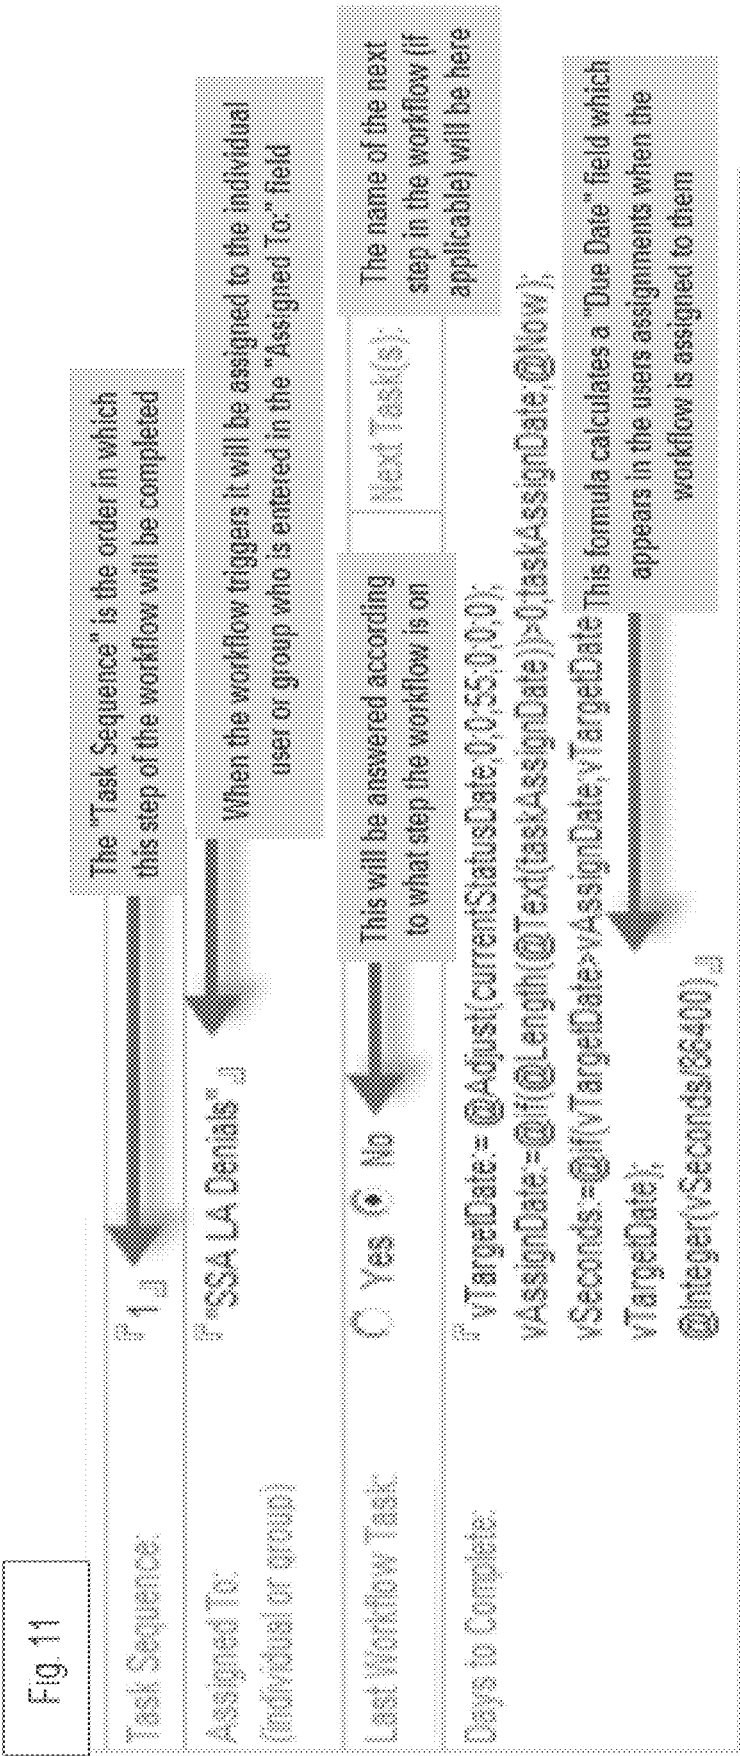 Fig. 11
The "Task Sequence" is the order in which
this step of the workflow will be completed
Task Sequence:
1
When the workflow triggers it will be assigned to the individual
user or group who is entered in the "Assigned To:" field
Assigned To:
(individual or group)
"SSA LA Denials"
This will be answered according
to what step the workflow is on
Last Workflow Task:
Yes No
Next Task(s):
The name of the next
step in the workflow (if
applicable) will be here
Days to Complete:
vTargetDate:= @Adjust(currentStatusDate;0;0;55;0;0;0);
vAssignDate:=@If(@Length(@Text(taskAssignDate))>0;taskAssignDate;@Now);
vSeconds:=@If(vTargetDate>vAssignDate;vTargetDate
vTargetDate);
@Integer(vSeconds/86400)
This formula calculates a "Due Date" field which
appears in the users assignments when the
workflow is assigned to them